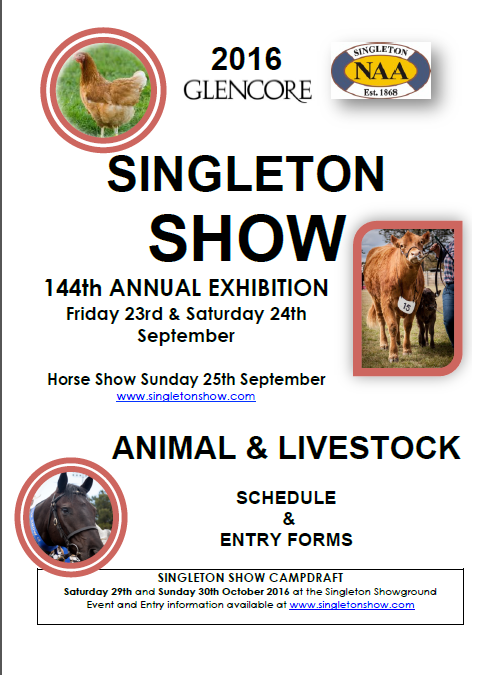 2016
GLENCORE
SINGLETON
NAA
Est. 1868
SINGLETON
SHOW
144th ANNUAL EXHIBITION
Friday 23rd & Saturday 24th
September
15
Horse Show Sunday 25th September
www.singletonshow.com
ANIMAL & LIVESTOCK
SCHEDULE
&
ENTRY FORMS
SINGLETON SHOW CAMPDRAFT
Saturday 29th and Sunday 30th October 2016 at the Singleton Showground
Event and Entry information available at www.singletonshow.com